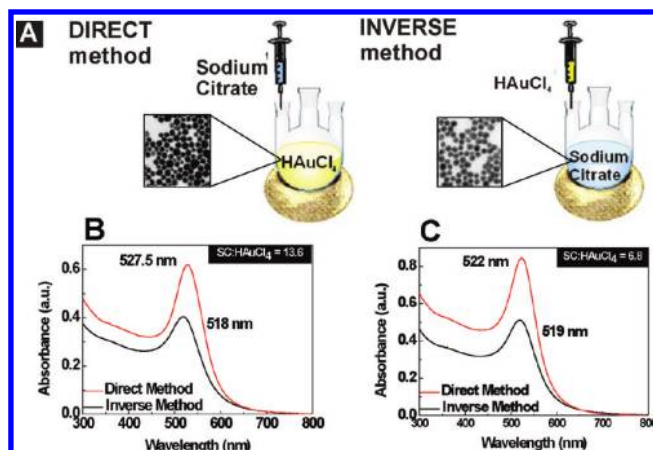 A
DIRECT
method
Sodium
Citrate
HAuCl₄
INVERSE
method
HAuCl₄
Sodium
Citrate
B
SC:HAuCl₄ = 13.6
527.5 nm
518 nm
Absorbance (a.u.)
0.6
0.4
0.2
0.0
Direct Method
Inverse Method
300 400 500 600 700 800
Wavelength (nm)
C
SC:HAuCl₄ = 6.8
522 nm
519 nm
Absorbance (a.u.)
0.8
0.6
0.4
0.2
0.0
Direct Method
Inverse Method
300 400 500 600 700 800
Wavelength (nm)